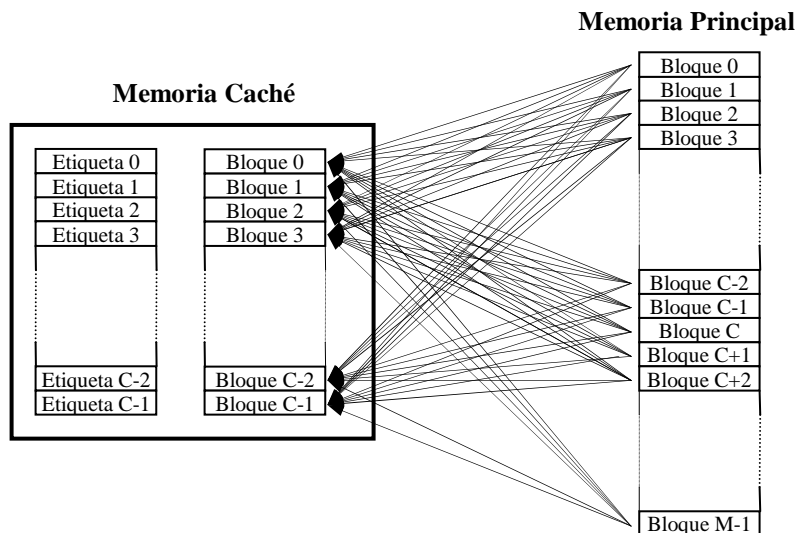 Memoria Principal
Bloque 0
Bloque 1
Bloque 2
Bloque 3
Bloque C-2
Bloque C-1
Bloque C
Bloque C+1
Bloque C+2
Bloque M-1
Memoria Caché
Etiqueta 0 Bloque 0
Etiqueta 1 Bloque 1
Etiqueta 2 Bloque 2
Etiqueta 3 Bloque 3
Etiqueta C-2 Bloque C-2
Etiqueta C-1 Bloque C-1